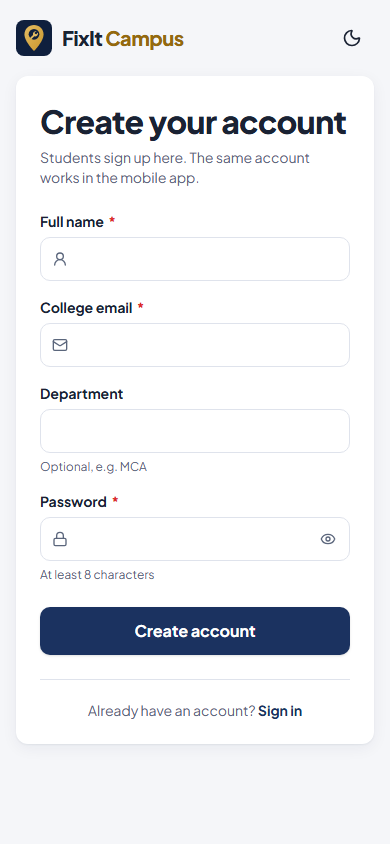 FixIt Campus
Create your account
Students sign up here. The same account
works in the mobile app.
Full name *
College email *
Department
Optional, e.g. MCA
Password *
At least 8 characters
Create account
Already have an account? Sign in